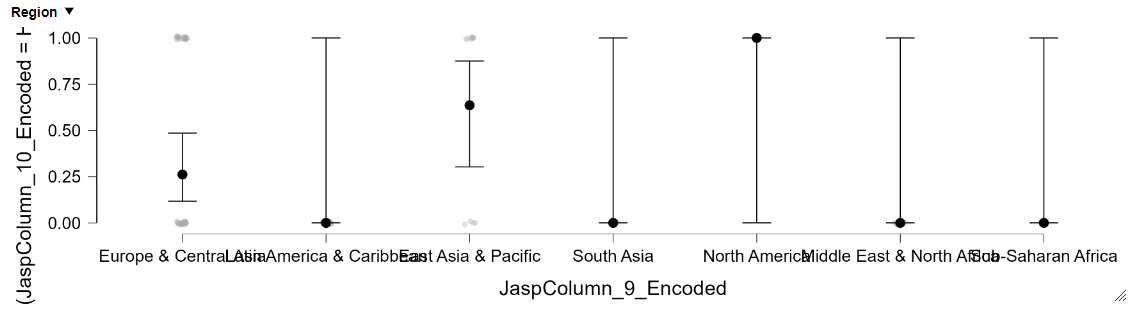 Region ▼
(JaspColumn_10_Encoded = H
1.00
0.75
0.50
0.25
0.00
Europe & Central Asia
Latin America & Caribbean
East Asia & Pacific
South Asia
North America
Middle East & North Africa
Sub-Saharan Africa
JaspColumn_9_Encoded